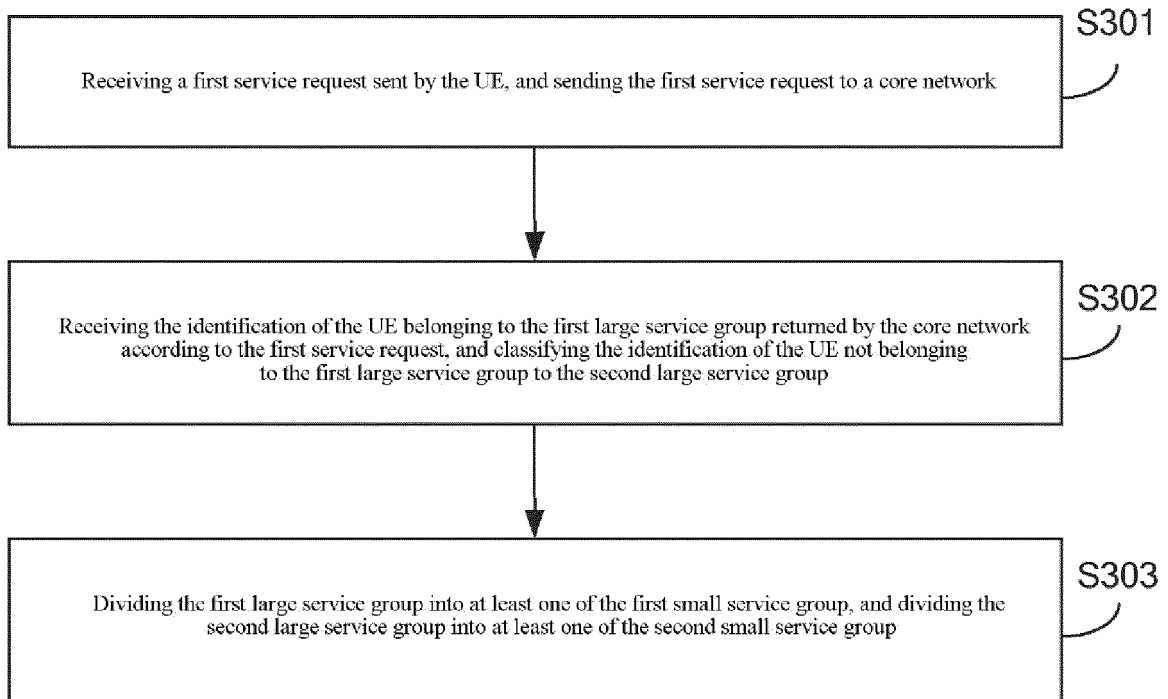 S301
Receiving a first service request sent by the UE, and sending the first service request to a core network
S302
Receiving the identification of the UE belonging to the first large service group returned by the core network
according to the first service request, and classifying the identification of the UE not belonging
to the first large service group to the second large service group
S303
Dividing the first large service group into at least one of the first small service group, and dividing the
second large service group into at least one of the second small service group